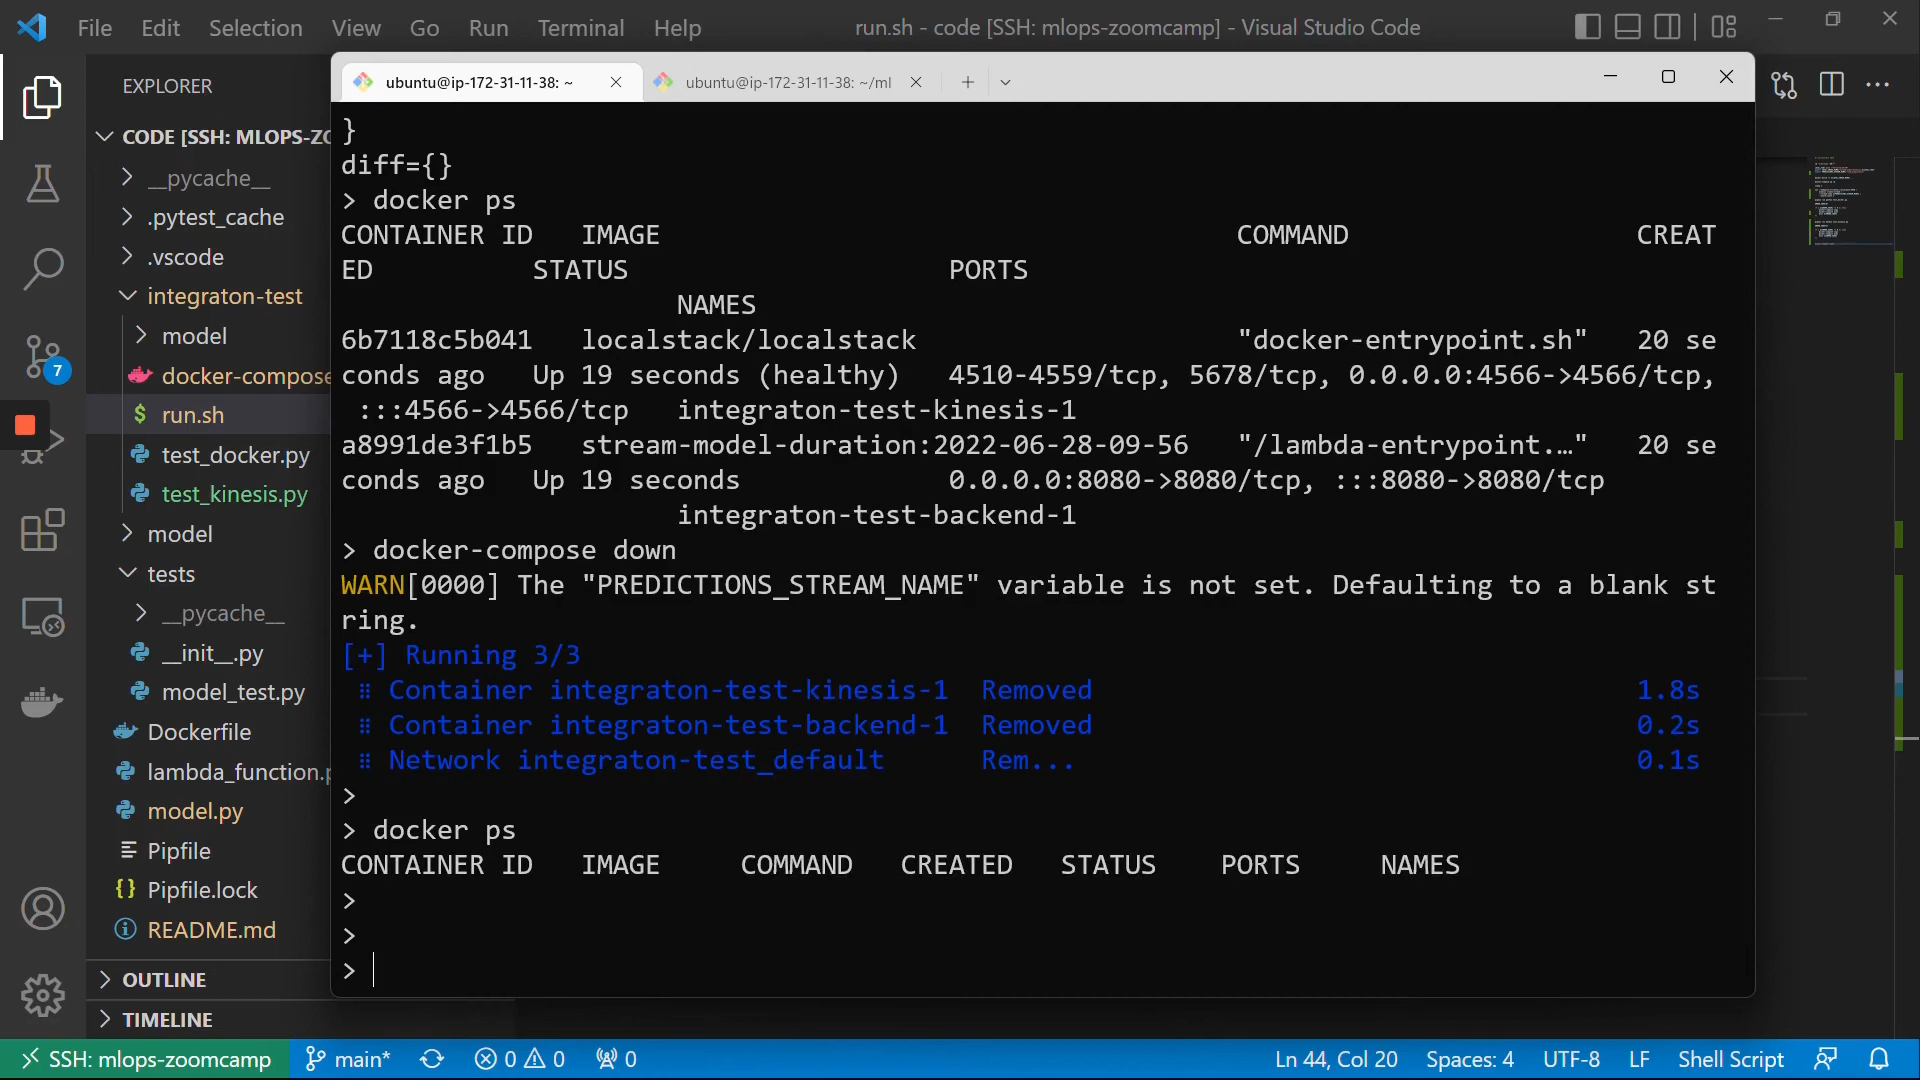 File Edit Selection View Go Run Terminal Help run.sh - code [SSH: mlops-zoomcamp] - Visual Studio Code
EXPLORER
CODE [SSH: MLOPS-ZO
__pycache__
.pytest_cache
.vscode
integraton-test
model
docker-compose
run.sh
test_docker.py
test_kinesis.py
model
tests
__pycache__
__init__.py
model_test.py
Dockerfile
lambda_function.p
model.py
Pipfile
Pipfile.lock
README.md
OUTLINE
TIMELINE
7
ubuntu@ip-172-31-11-38: ~ ubuntu@ip-172-31-11-38: ~/ml
}
diff={}
> docker ps
CONTAINER ID IMAGE COMMAND CREAT
ED STATUS PORTS
NAMES
6b7118c5b041 localstack/localstack "docker-entrypoint.sh" 20 se
conds ago Up 19 seconds (healthy) 4510-4559/tcp, 5678/tcp, 0.0.0.0:4566->4566/tcp,
:::4566->4566/tcp integraton-test-kinesis-1
a8991de3f1b5 stream-model-duration:2022-06-28-09-56 "/lambda-entrypoint.…" 20 se
conds ago Up 19 seconds 0.0.0.0:8080->8080/tcp, :::8080->8080/tcp
integraton-test-backend-1
> docker-compose down
WARN[0000] The "PREDICTIONS_STREAM_NAME" variable is not set. Defaulting to a blank st
ring.
[+] Running 3/3
⠿ Container integraton-test-kinesis-1 Removed 1.8s
⠿ Container integraton-test-backend-1 Removed 0.2s
⠿ Network integraton-test_default Rem... 0.1s
>
> docker ps
CONTAINER ID IMAGE COMMAND CREATED STATUS PORTS NAMES
>
>
>
SSH: mlops-zoomcamp main* 0 0 0 Ln 44, Col 20 Spaces: 4 UTF-8 LF Shell Script